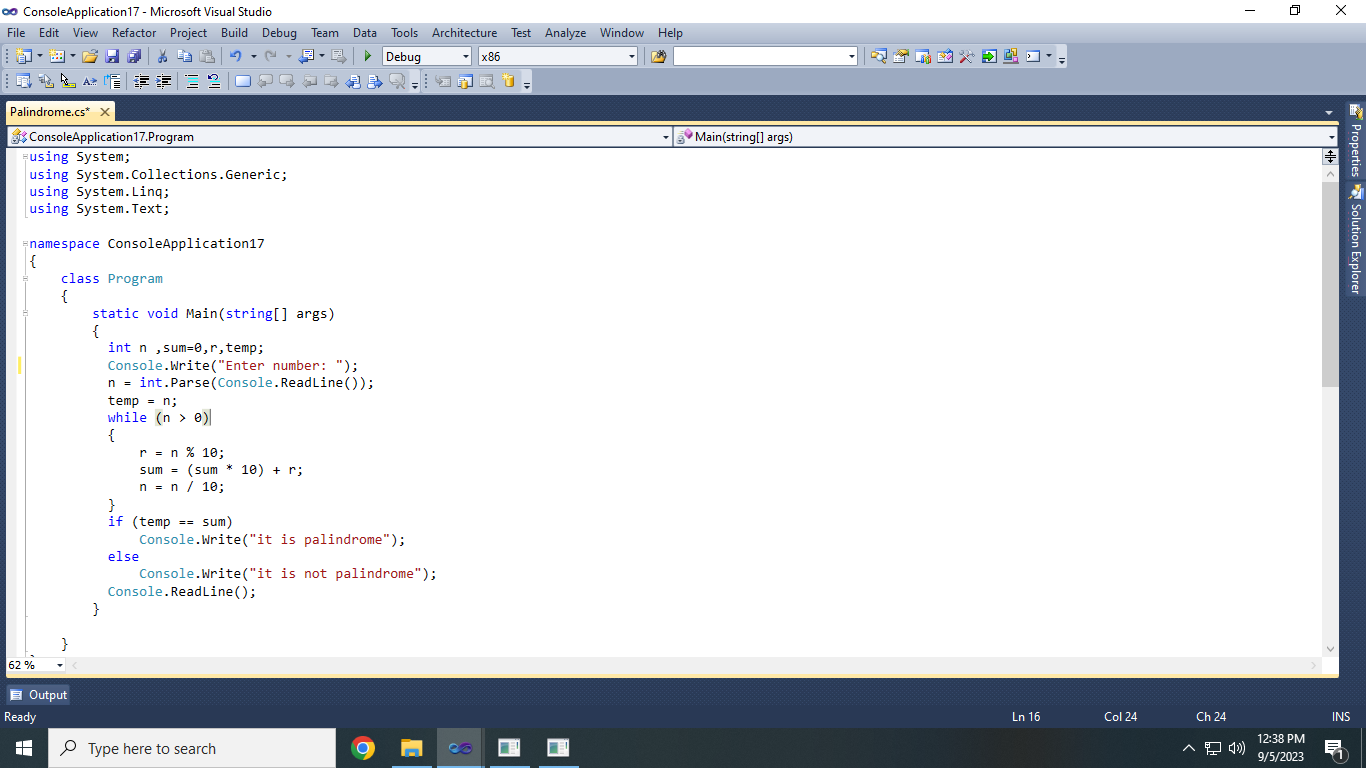 ConsoleApplication17 - Microsoft Visual Studio
File Edit View Refactor Project Build Debug Team Data Tools Architecture Test Analyze Window Help
Debug x86
Palindrome.cs*
ConsoleApplication17.Program Main(string[] args)
using System;
using System.Collections.Generic;
using System.Linq;
using System.Text;
namespace ConsoleApplication17
{
class Program
{
static void Main(string[] args)
{
int n ,sum=0,r,temp;
Console.Write("Enter number: ");
n = int.Parse(Console.ReadLine());
temp = n;
while (n > 0)
{
r = n % 10;
sum = (sum * 10) + r;
n = n / 10;
}
if (temp == sum)
Console.Write("it is palindrome");
else
Console.Write("it is not palindrome");
Console.ReadLine();
}
}
62 %
Properties
Solution Explorer
Output
Ready Ln 16 Col 24 Ch 24 INS
Type here to search
12:38 PM
9/5/2023
1